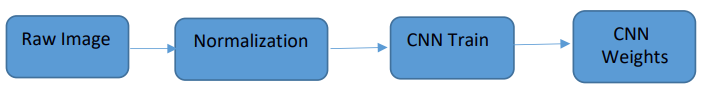 Raw Image
Normalization
CNN Train
CNN
Weights